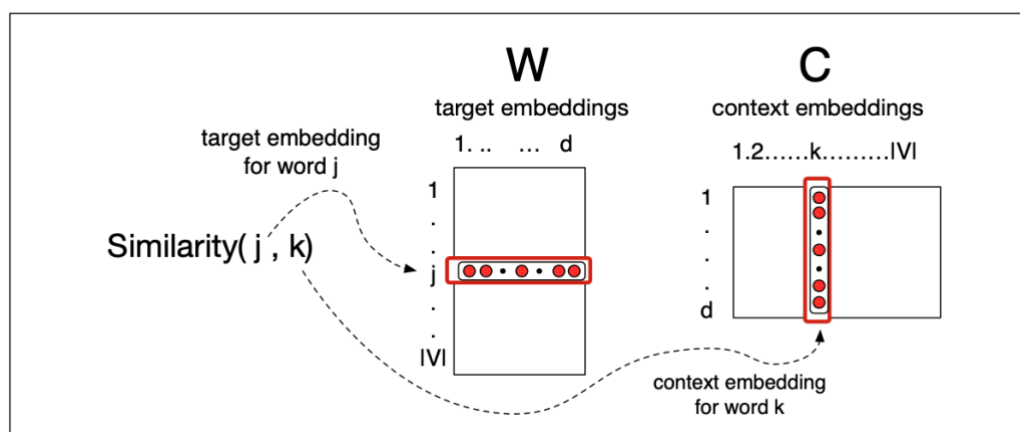 W
target embeddings
1. .. ... d
C
context embeddings
1.2......k.........|V|
target embedding
for word j
Similarity( j , k)
1
.
.
j
.
.
|V|
1
.
.
.
.
d
context embedding
for word k